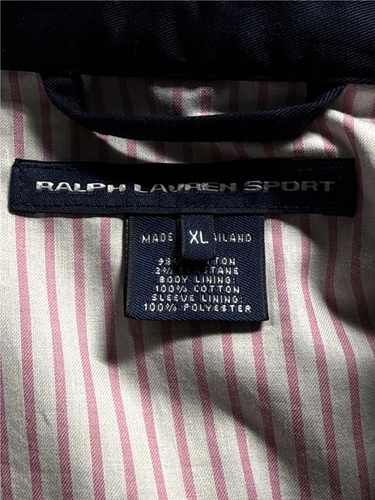 RALPH LAUREN SPORT
XL
MADE
98%
2%
BODY LINING:
100% COTTON
SLEEVE LINING:
100% POLYESTER